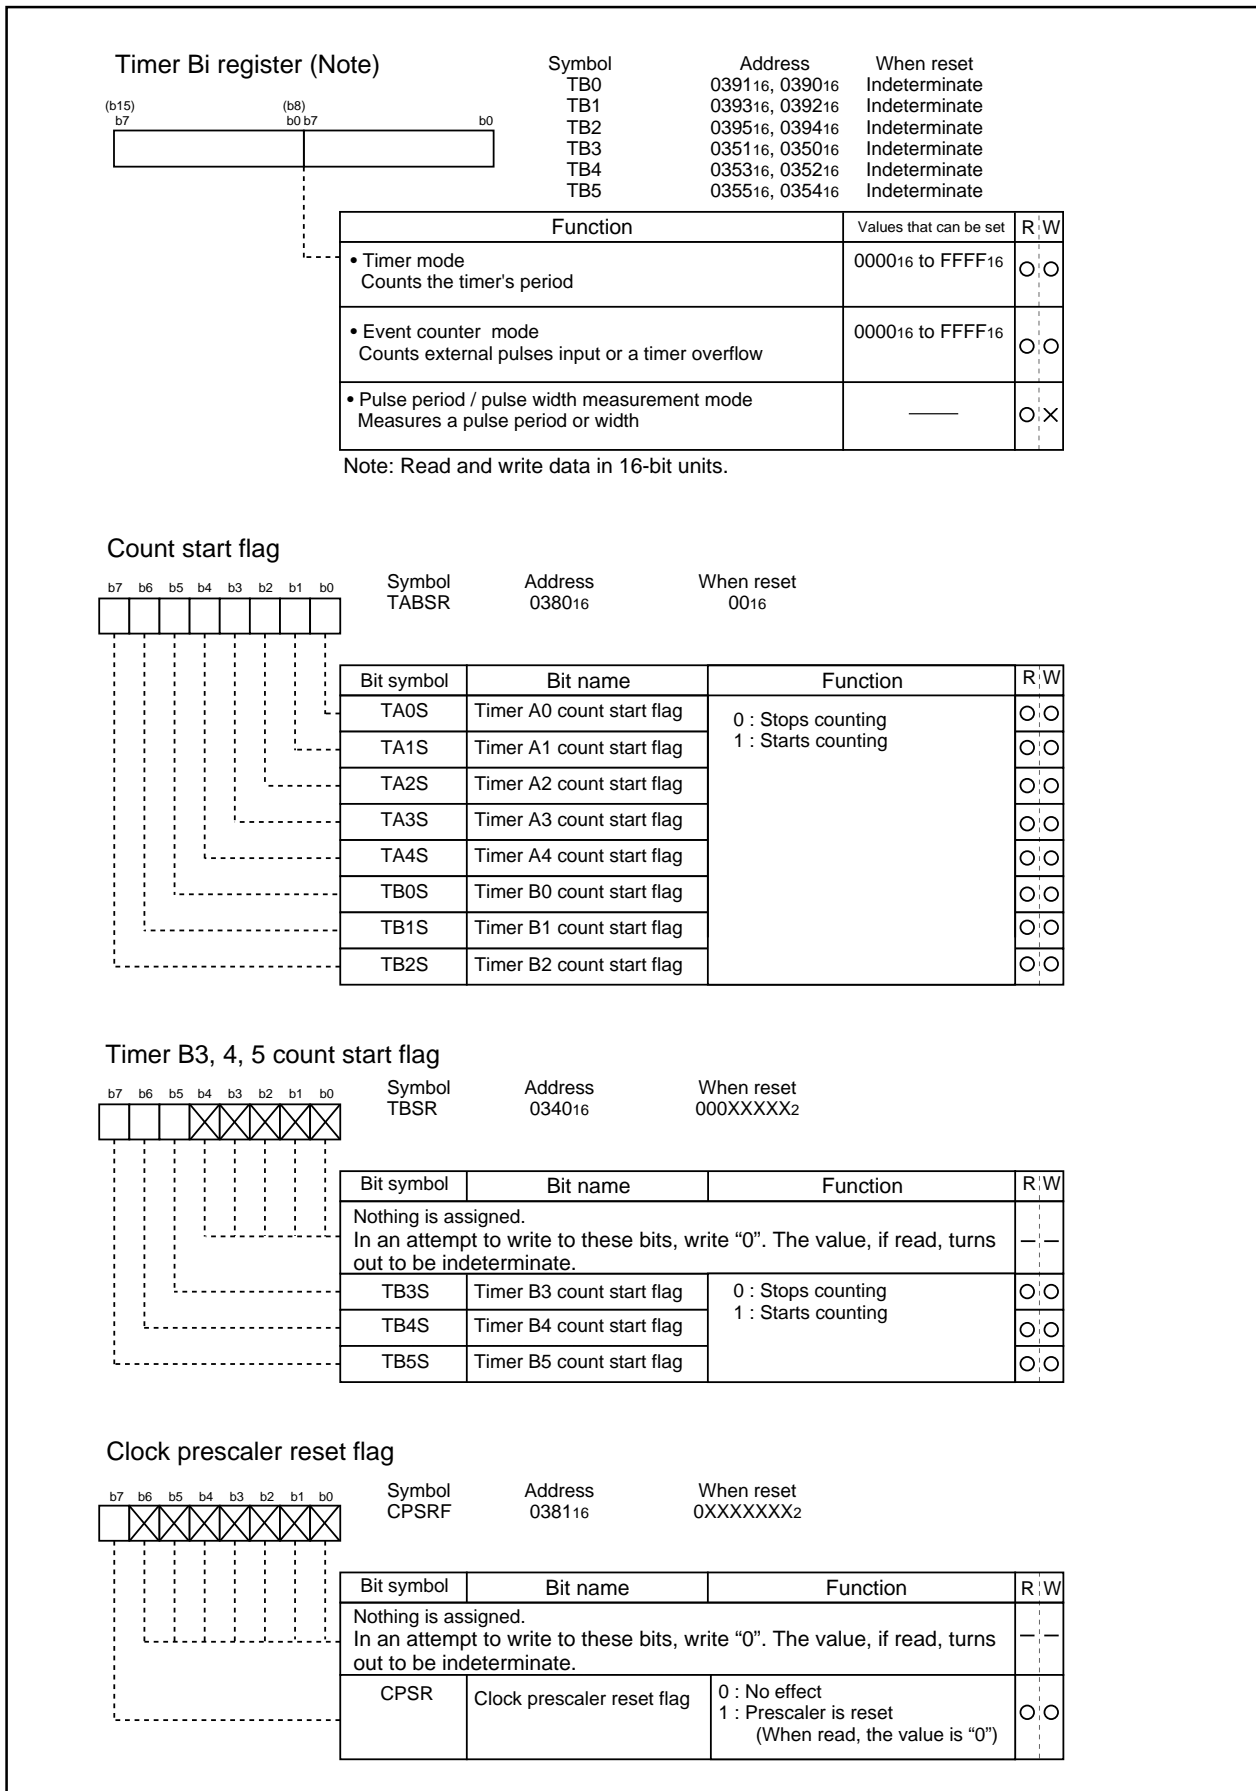 Timer Bi register (Note)
Symbol Address When reset
TB0 039116, 039016 Indeterminate
TB1 039316, 039216 Indeterminate
TB2 039516, 039416 Indeterminate
TB3 035116, 035016 Indeterminate
TB4 035316, 035216 Indeterminate
TB5 035516, 035416 Indeterminate
(b15) (b8)
b7 b0 b7 b0
Function Values that can be set R W
• Timer mode 000016 to FFFF16
Counts the timer's period
• Event counter mode 000016 to FFFF16
Counts external pulses input or a timer overflow
• Pulse period / pulse width measurement mode
Measures a pulse period or width
Note: Read and write data in 16-bit units.
Count start flag
b7 b6 b5 b4 b3 b2 b1 b0
Symbol Address When reset
TABSR 038016 0016
Bit symbol Bit name Function R W
TA0S Timer A0 count start flag 0 : Stops counting
TA1S Timer A1 count start flag 1 : Starts counting
TA2S Timer A2 count start flag
TA3S Timer A3 count start flag
TA4S Timer A4 count start flag
TB0S Timer B0 count start flag
TB1S Timer B1 count start flag
TB2S Timer B2 count start flag
Timer B3, 4, 5 count start flag
b7 b6 b5 b4 b3 b2 b1 b0
Symbol Address When reset
TBSR 034016 000XXXXX2
Bit symbol Bit name Function R W
Nothing is assigned.
In an attempt to write to these bits, write “0”. The value, if read, turns
out to be indeterminate.
TB3S Timer B3 count start flag 0 : Stops counting
TB4S Timer B4 count start flag 1 : Starts counting
TB5S Timer B5 count start flag
Clock prescaler reset flag
b7 b6 b5 b4 b3 b2 b1 b0
Symbol Address When reset
CPSRF 038116 0XXXXXXX2
Bit symbol Bit name Function R W
Nothing is assigned.
In an attempt to write to these bits, write “0”. The value, if read, turns
out to be indeterminate.
CPSR Clock prescaler reset flag 0 : No effect
1 : Prescaler is reset
(When read, the value is “0”)